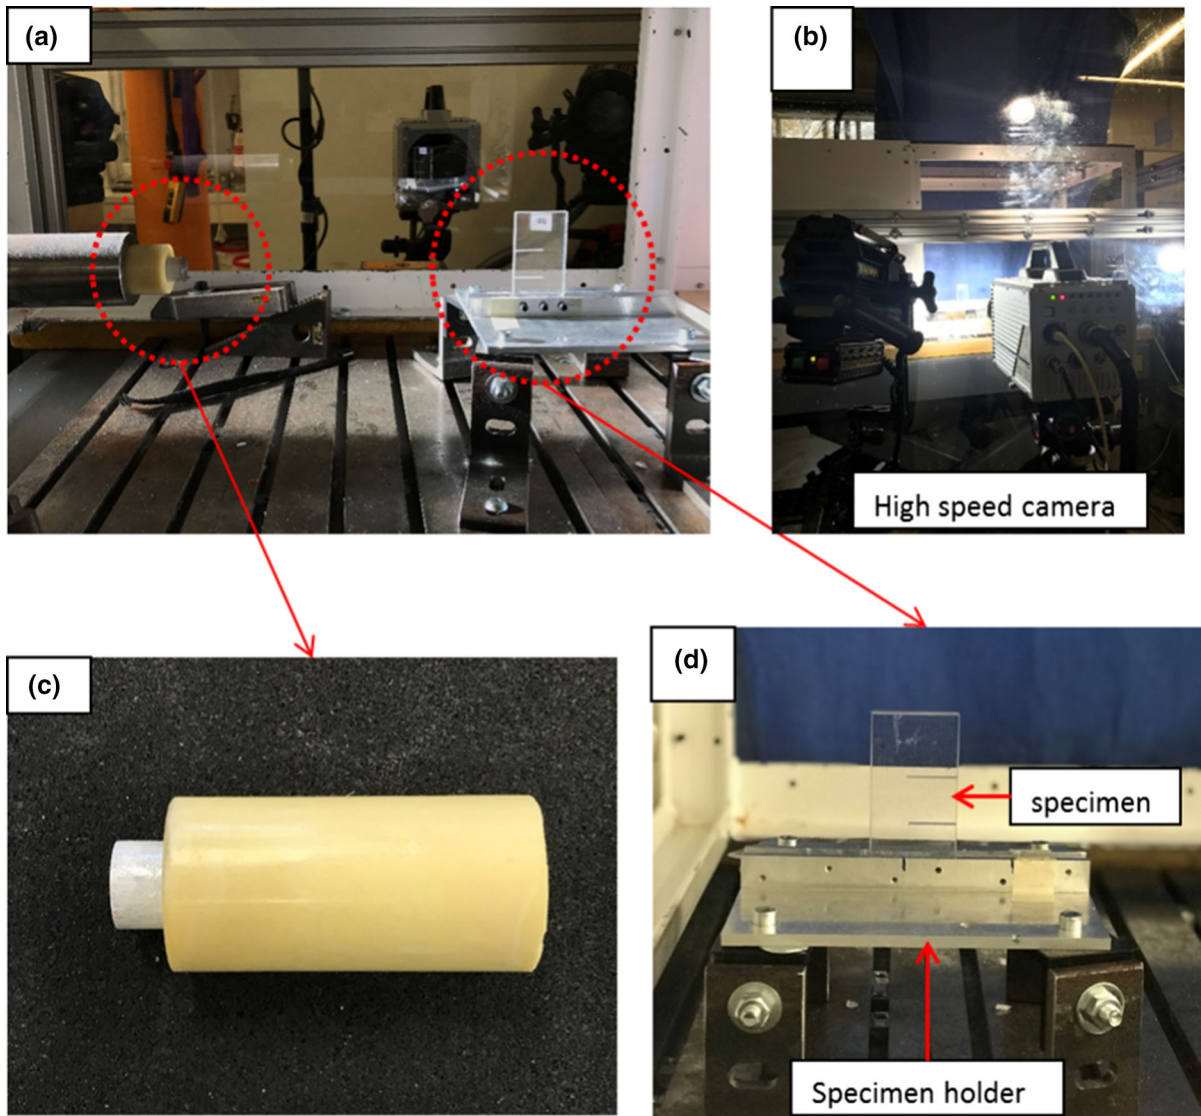 (a)
(b)
High speed camera
(c)
(d)
specimen
Specimen holder